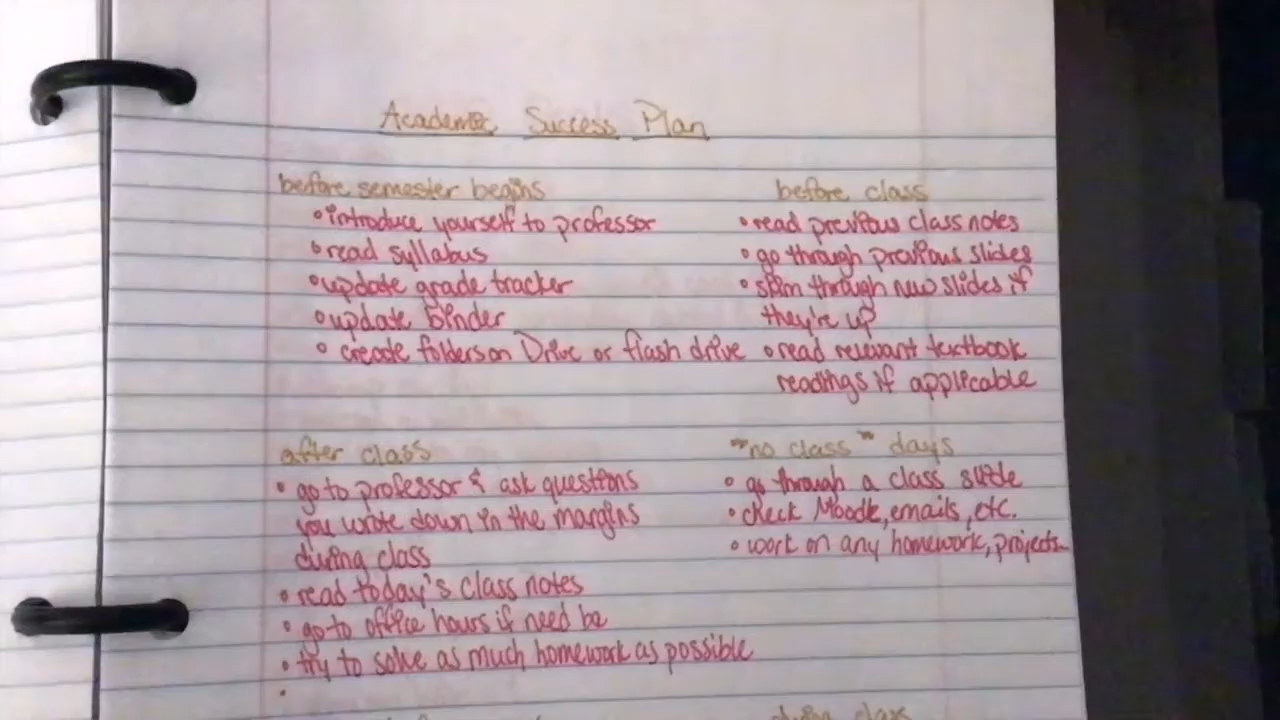 Academic Success Plan
before semester begins
• introduce yourself to professor
• read syllabus
• update grade tracker
• update binder
• create folders on Drive or flash drive
before class
• read previous class notes
• go through previous slides
• skim through new slides if
they're up
• read relevant textbook
readings if applicable
after class
• go to professor & ask questions
you wrote down in the margins
during class
• read today's class notes
• go to office hours if need be
• try to solve as much homework as possible
•
"no class" days
• go through a class slide
• check Moodle, emails, etc.
• work on any homework, projects
during class